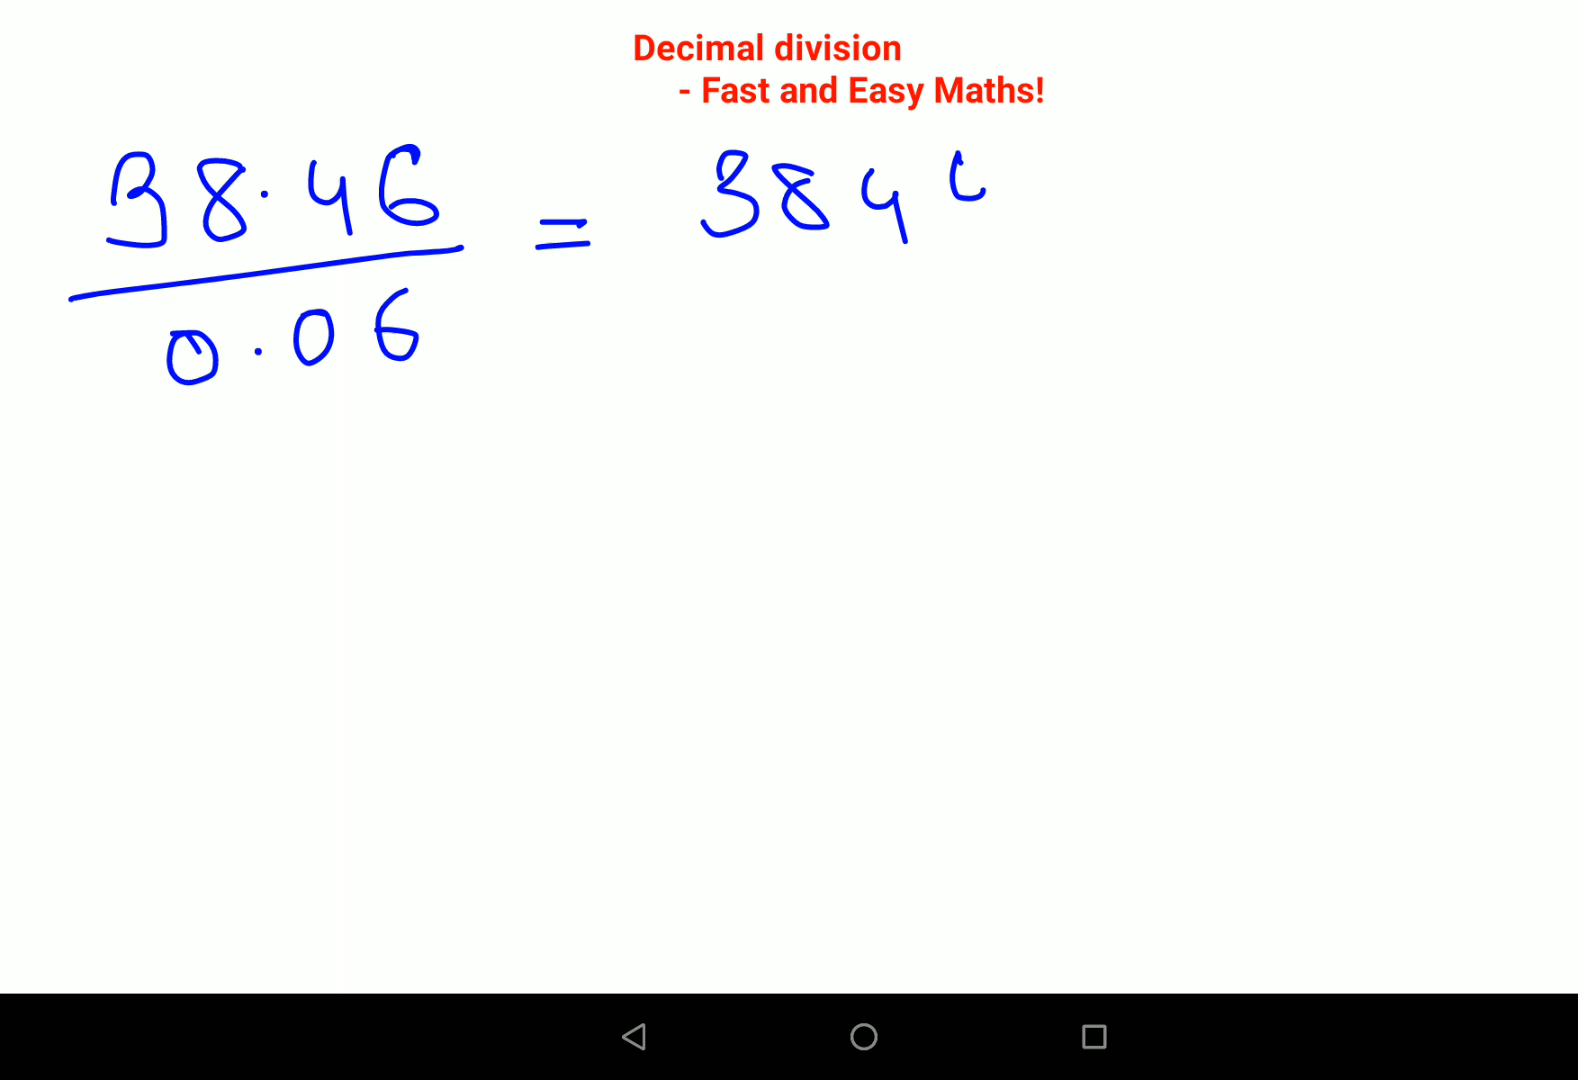 Decimal division
- Fast and Easy Maths!
38.46 = 384
0.06